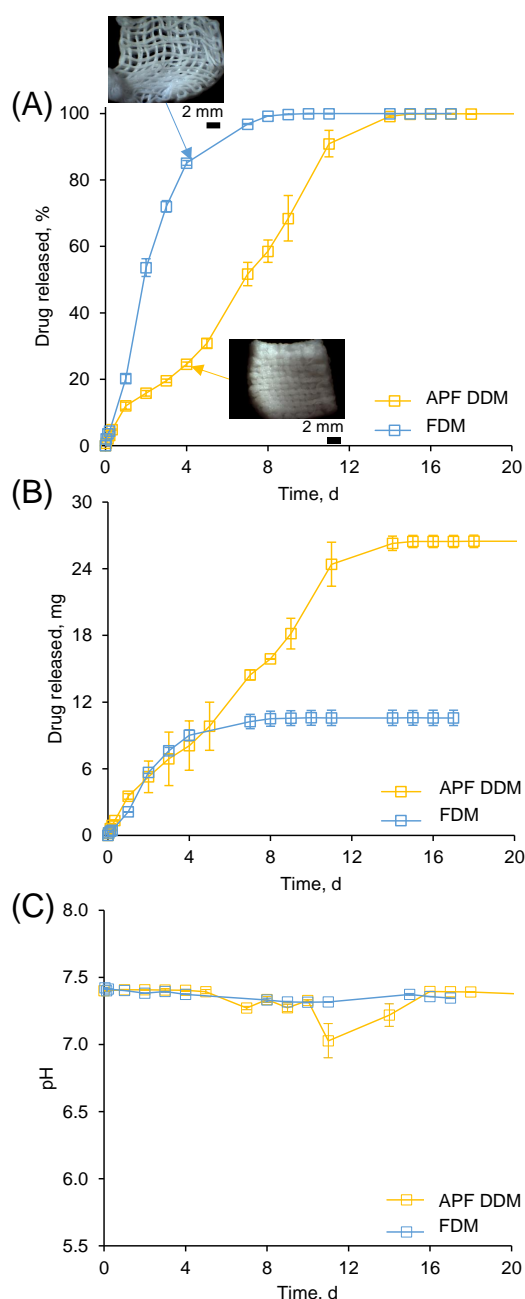 (A)
2 mm
100
80
60
40
20
0
Drug released, %
2 mm
APF DDM
FDM
0 4 8 12 16 20
Time, d
(B)
30
24
18
12
6
0
Drug released, mg
APF DDM
FDM
0 4 8 12 16 20
Time, d
(C)
8.0
7.5
7.0
6.5
6.0
5.5
pH
APF DDM
FDM
0 4 8 12 16 20
Time, d